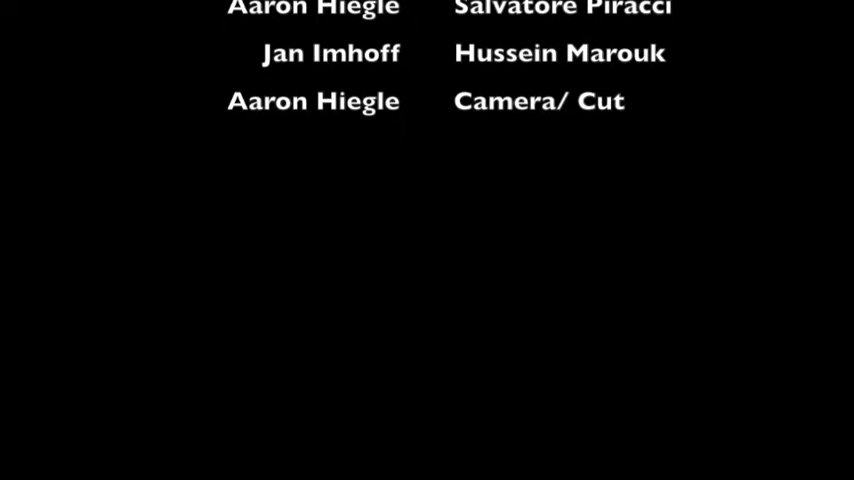 Aaron Hiegle Salvatore Piracci
Jan Imhoff Hussein Marouk
Aaron Hiegle Camera/ Cut